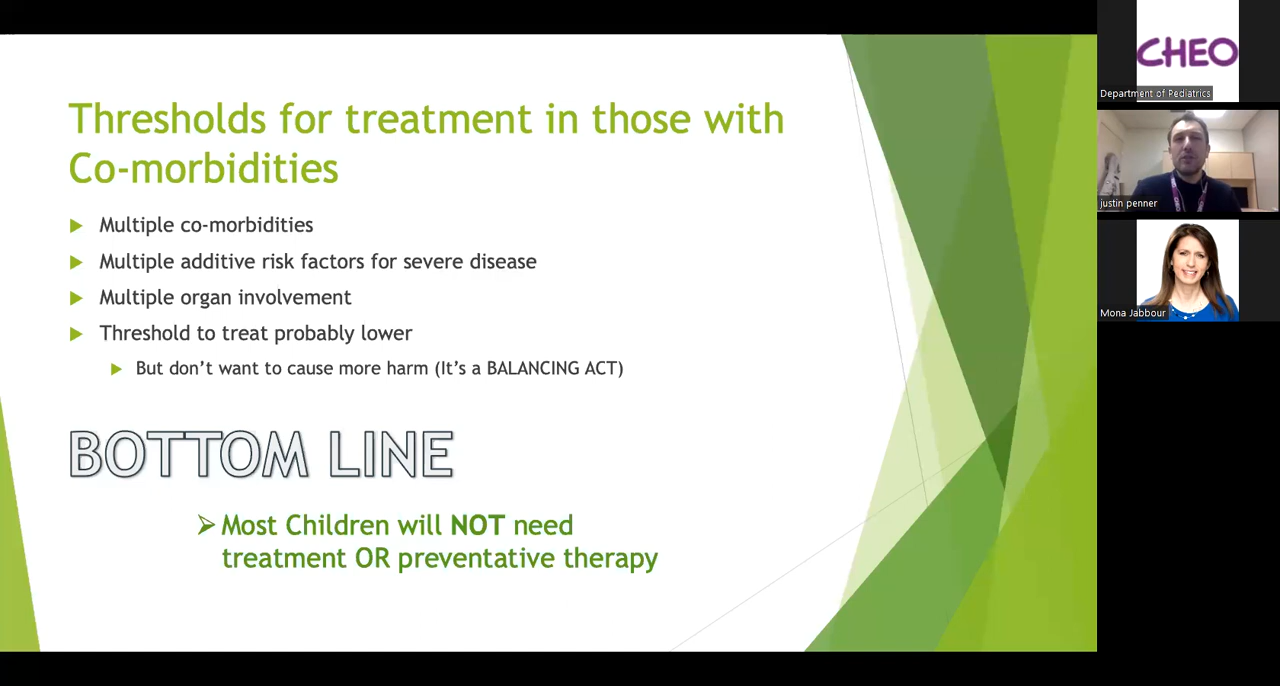 Thresholds for treatment in those with
Co-morbidities
Multiple co-morbidities
Multiple additive risk factors for severe disease
Multiple organ involvement
Threshold to treat probably lower
But don't want to cause more harm (It's a BALANCING ACT)
BOTTOM LINE
Most Children will NOT need
treatment OR preventative therapy
CHEO
Department of Pediatrics
justin penner
Mona Jabbour